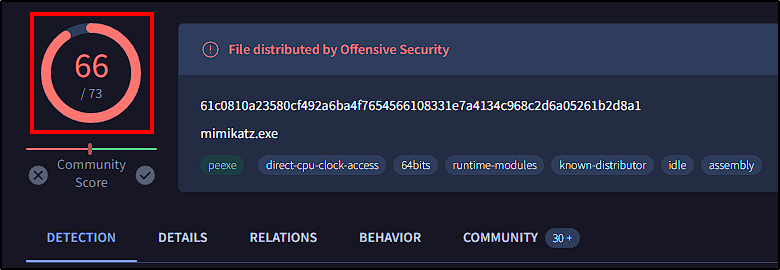 66
/ 73
Community
Score
File distributed by Offensive Security
61c0810a23580cf492a6ba4f7654566108331e7a4134c968c2d6a05261b2d8a1
mimikatz.exe
peexe direct-cpu-clock-access 64bits runtime-modules known-distributor idle assembly
DETECTION DETAILS RELATIONS BEHAVIOR COMMUNITY 30 +